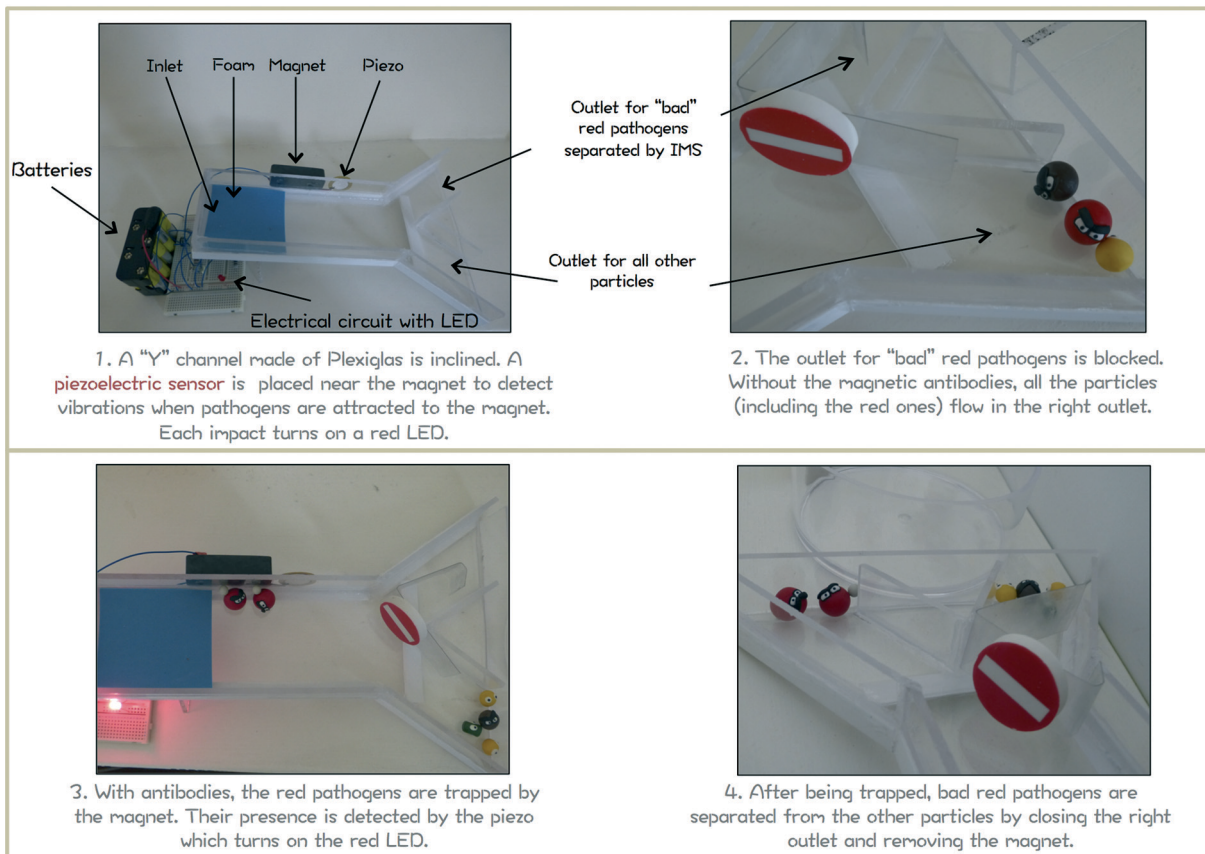 Inlet Foam Magnet Piezo
Batteries
Electrical circuit with LED
Outlet for “bad”
red pathogens
separated by IMS
Outlet for all other
particles
1. A “Y” channel made of Plexiglas is inclined. A
piezoelectric sensor is placed near the magnet to detect
vibrations when pathogens are attracted to the magnet.
Each impact turns on a red LED.
2. The outlet for “bad” red pathogens is blocked.
Without the magnetic antibodies, all the particles
(including the red ones) flow in the right outlet.
3. With antibodies, the red pathogens are trapped by
the magnet. Their presence is detected by the piezo
which turns on the red LED.
4. After being trapped, bad red pathogens are
separated from the other particles by closing the right
outlet and removing the magnet.